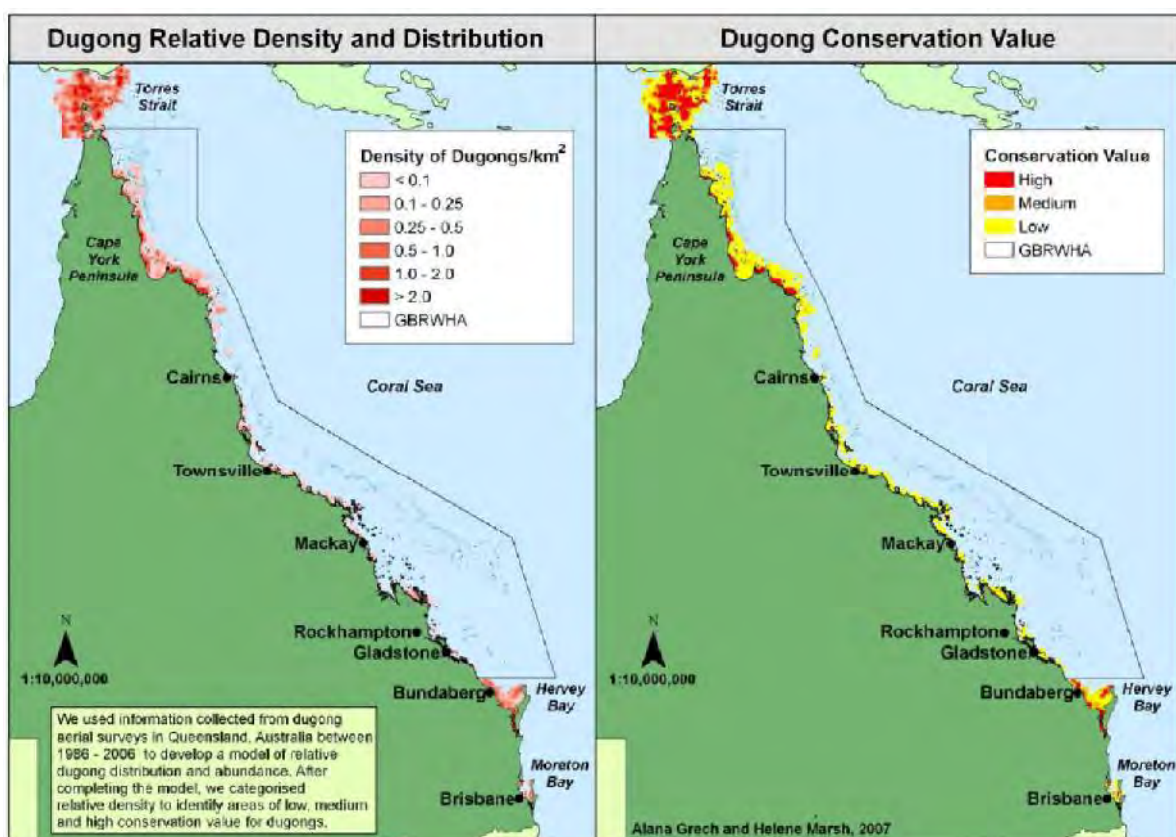 Dugong Relative Density and Distribution
Torres
Strait
Density of Dugongs/km²
< 0.1
0.1 - 0.25
0.25 - 0.5
0.5 - 1.0
1.0 - 2.0
> 2.0
GBRWHA
Cape
York
Peninsula
Cairns
Coral Sea
Townsville
Mackay
N
Rockhampton
Gladstone
1:10,000,000
Bundaberg
Hervey
Bay
We used information collected from dugong
aerial surveys in Queensland, Australia between
1986 - 2006 to develop a model of relative
dugong distribution and abundance. After
completing the model, we categorised
relative density to identify areas of low, medium
and high conservation value for dugongs.
Moreton
Bay
Brisbane
Dugong Conservation Value
Torres
Strait
Conservation Value
High
Medium
Low
GBRWHA
Cape
York
Peninsula
Cairns
Coral Sea
Townsville
Mackay
N
Rockhampton
Gladstone
1:10,000,000
Bundaberg
Hervey
Bay
Moreton
Bay
Brisbane
Alana Grech and Helene Marsh, 2007